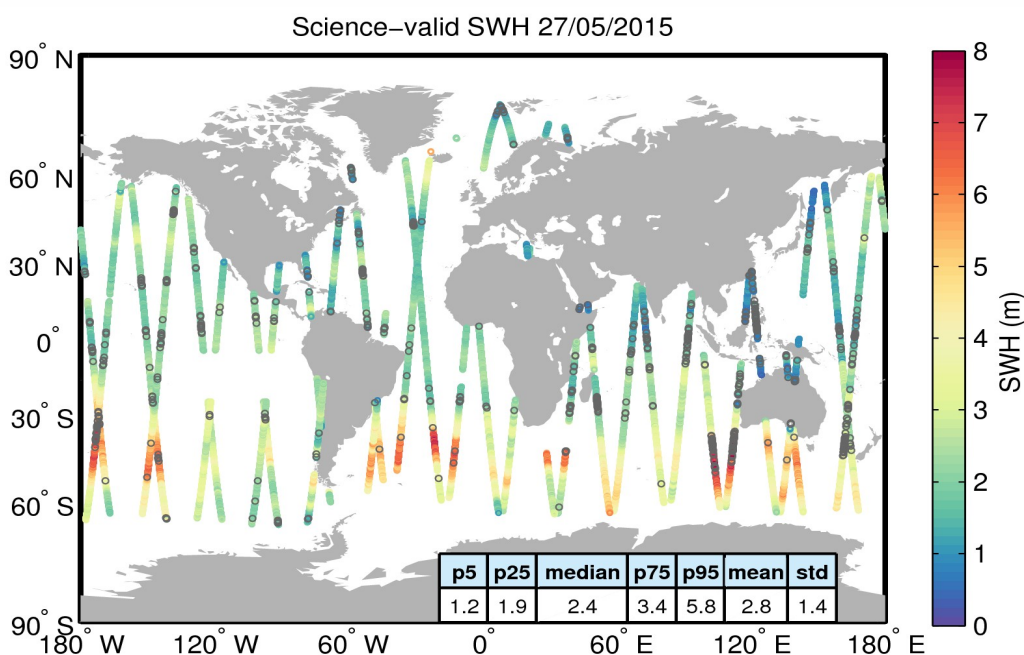 Science−valid SWH 27/05/2015
90° N
60° N
30° N
0°
30° S
60° S
90° S
180° W
120° W
60° W
0°
60° E
120° E
180° E
p5 p25 median p75 p95 mean std
1.2 1.9 2.4 3.4 5.8 2.8 1.4
8
7
6
5
4
3
2
1
0
SWH (m)